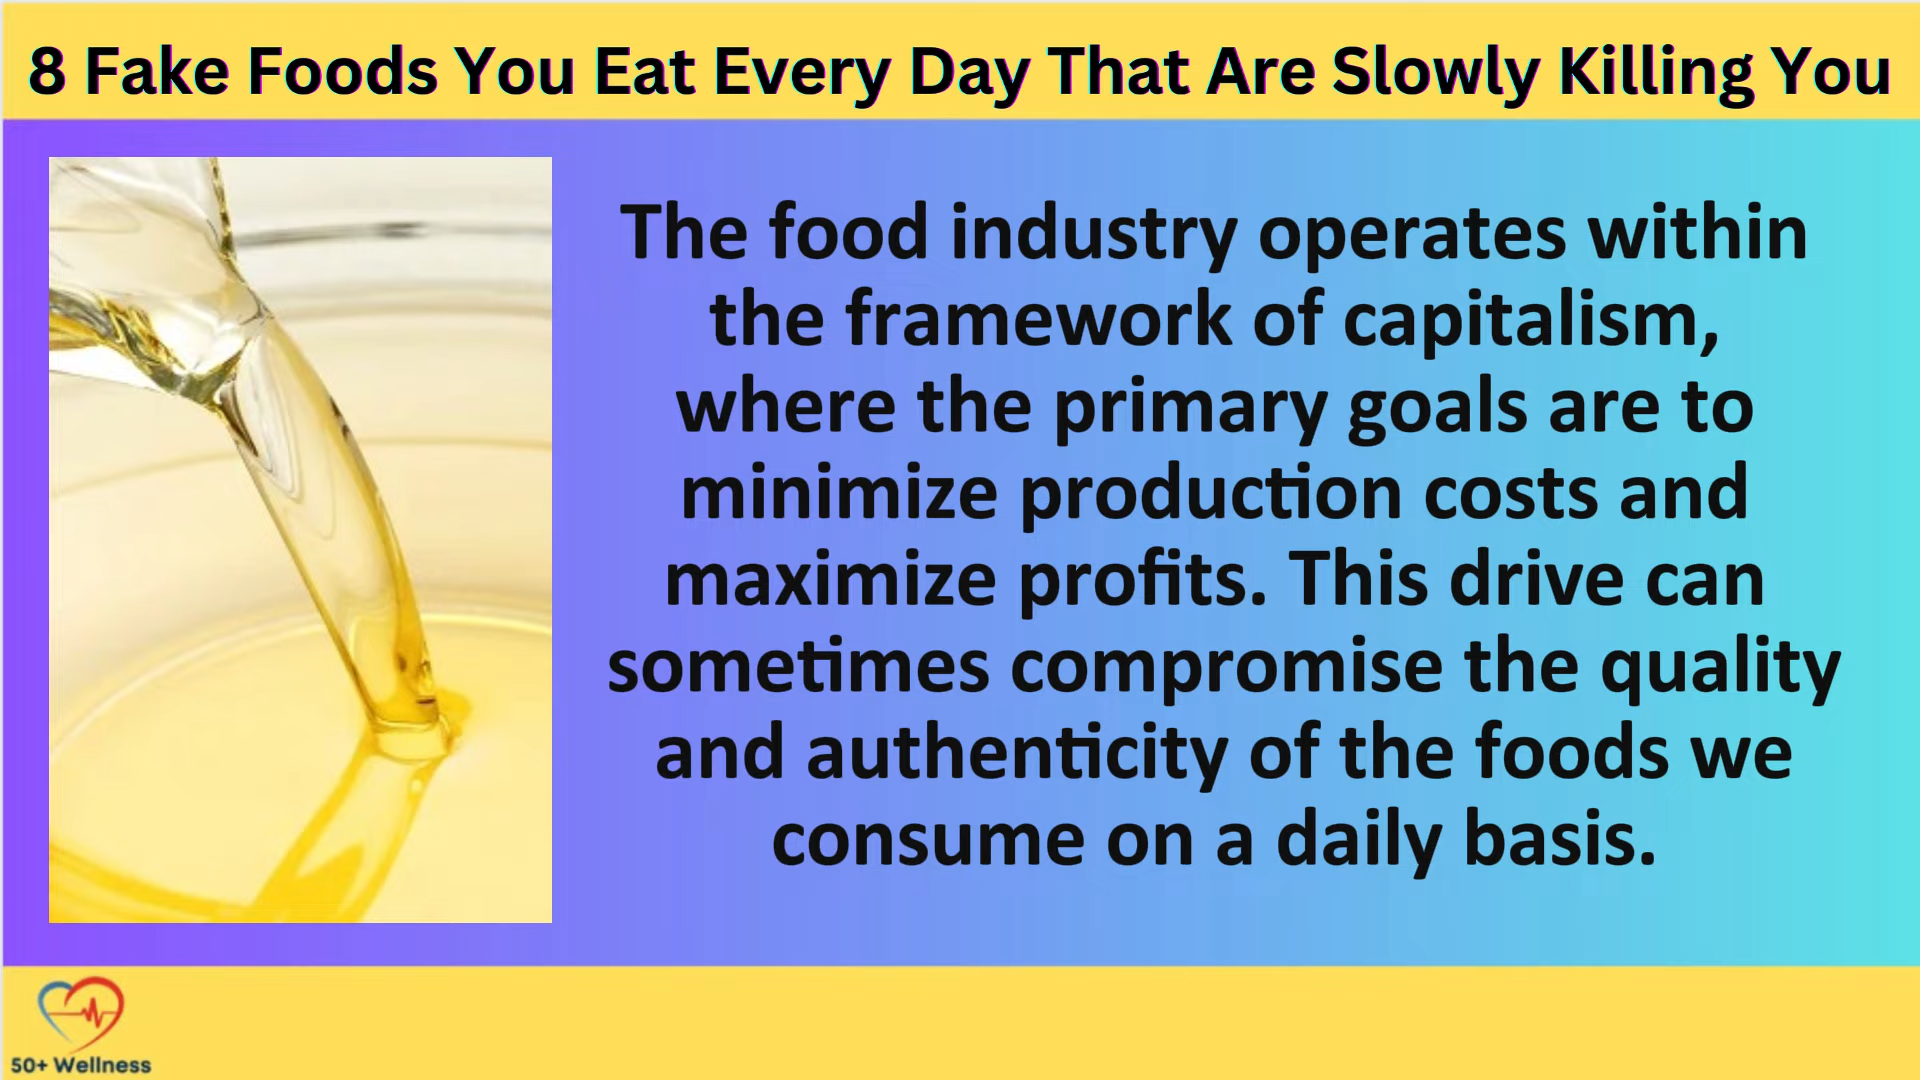 8 Fake Foods You Eat Every Day That Are Slowly Killing You
The food industry operates within
the framework of capitalism,
where the primary goals are to
minimize production costs and
maximize profits. This drive can
sometimes compromise the quality
and authenticity of the foods we
consume on a daily basis.
50+ Wellness